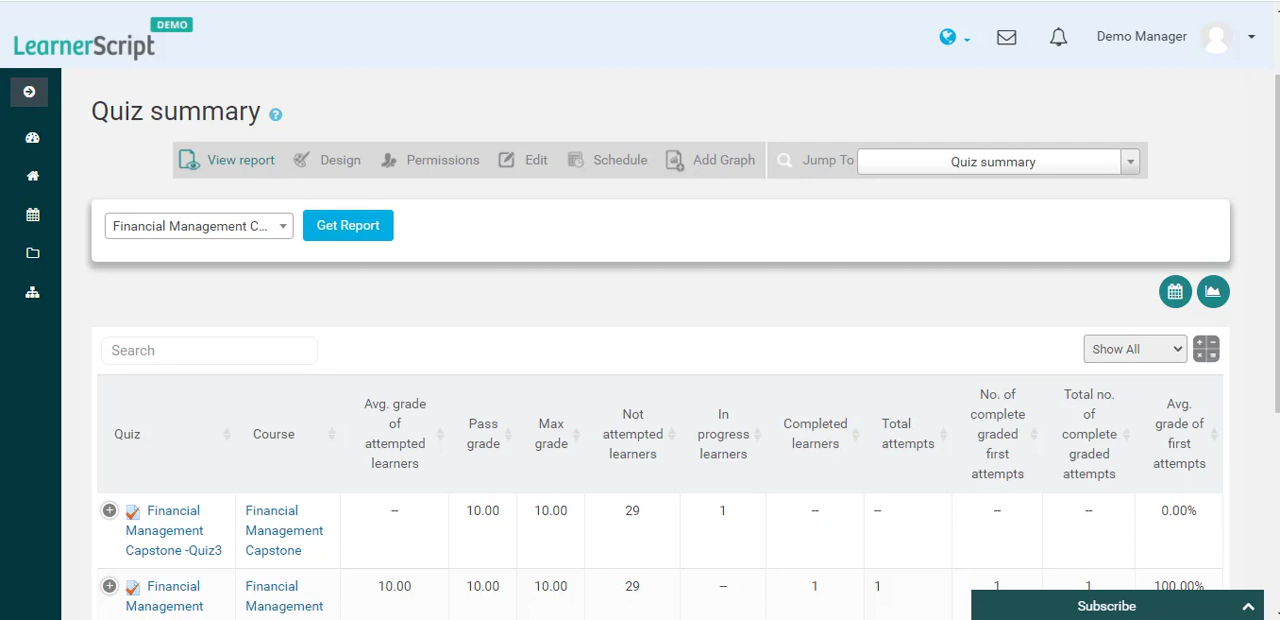 DEMO
LearnerScript
Demo Manager
Quiz summary
View report Design Permissions Edit Schedule Add Graph Jump To Quiz summary
Financial Management C... Get Report
Search Show All
Quiz Course Avg. grade of attempted learners Pass grade Max grade Not attempted learners In progress learners Completed learners Total attempts No. of complete graded first attempts Total no. of complete graded attempts Avg. grade of first attempts
Financial Management Capstone -Quiz3 Financial Management Capstone -- 10.00 10.00 29 1 -- -- -- -- 0.00%
Financial Management Financial Management 10.00 10.00 10.00 29 -- 1 1 1 1 100.00%
Subscribe